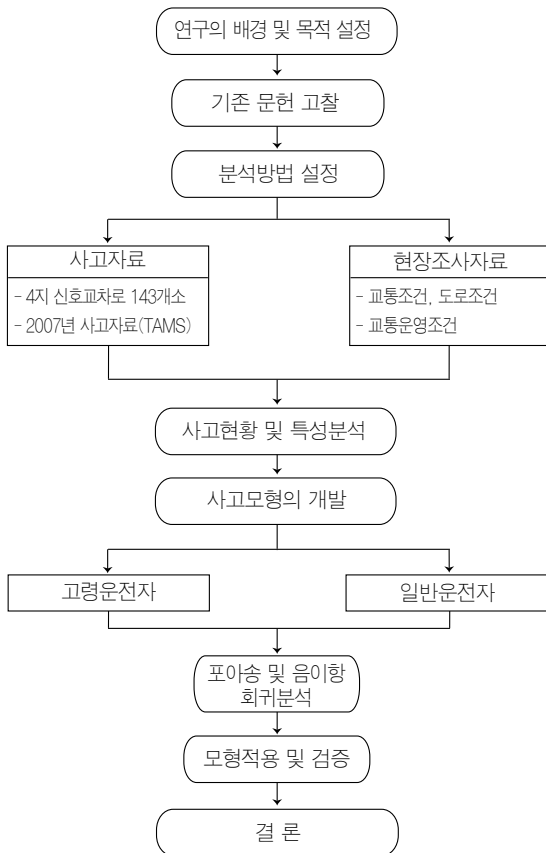 연구의 배경 및 목적 설정
기존 문헌 고찰
분석방법 설정
사고자료
- 4지 신호교차로 143개소
- 2007년 사고자료(TAMS)
현장조사자료
- 교통조건, 도로조건
- 교통운영조건
사고현황 및 특성분석
사고모형의 개발
고령운전자
일반운전자
포아송 및 음이항
회귀분석
모형적용 및 검증
결 론